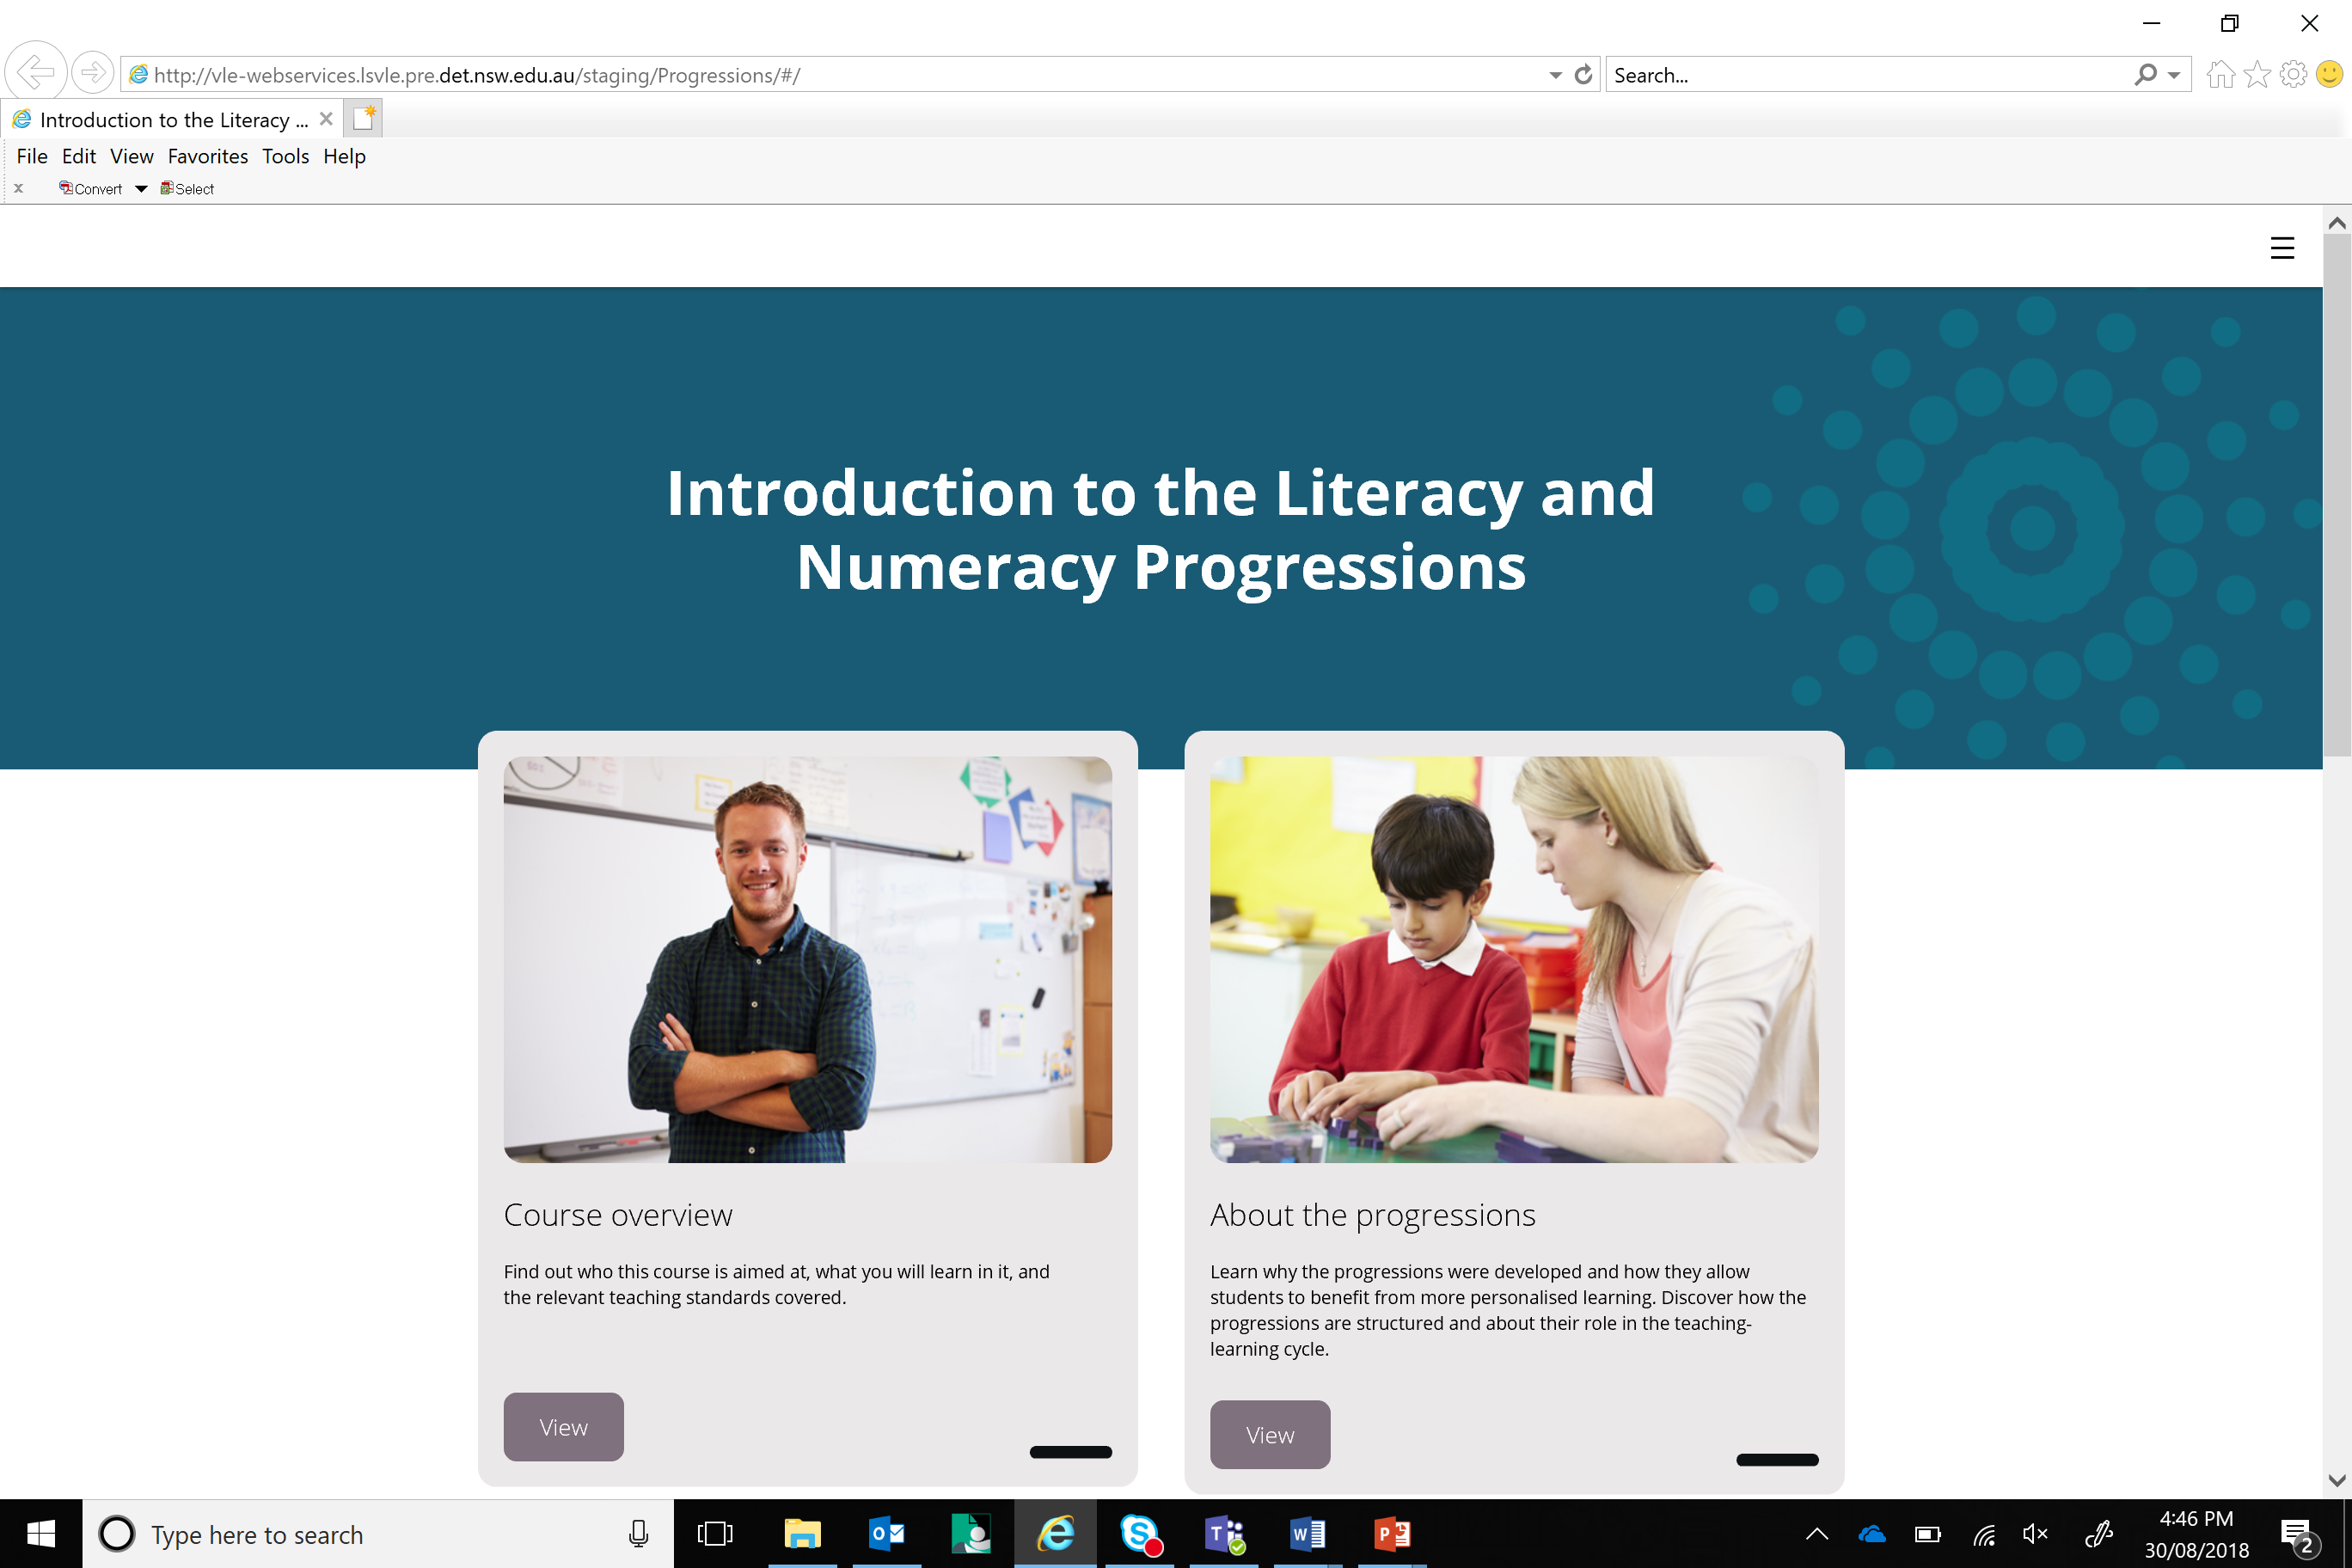 http://vle-webservices.lsvle.pre.det.nsw.edu.au/staging/Progressions/#/
Search...
Introduction to the Literacy ...
File Edit View Favorites Tools Help
x Convert Select
Introduction to the Literacy and
Numeracy Progressions
Course overview
Find out who this course is aimed at, what you will learn in it, and
the relevant teaching standards covered.
View
About the progressions
Learn why the progressions were developed and how they allow
students to benefit from more personalised learning. Discover how the
progressions are structured and about their role in the teaching-
learning cycle.
View
Type here to search
4:46 PM
30/08/2018
2